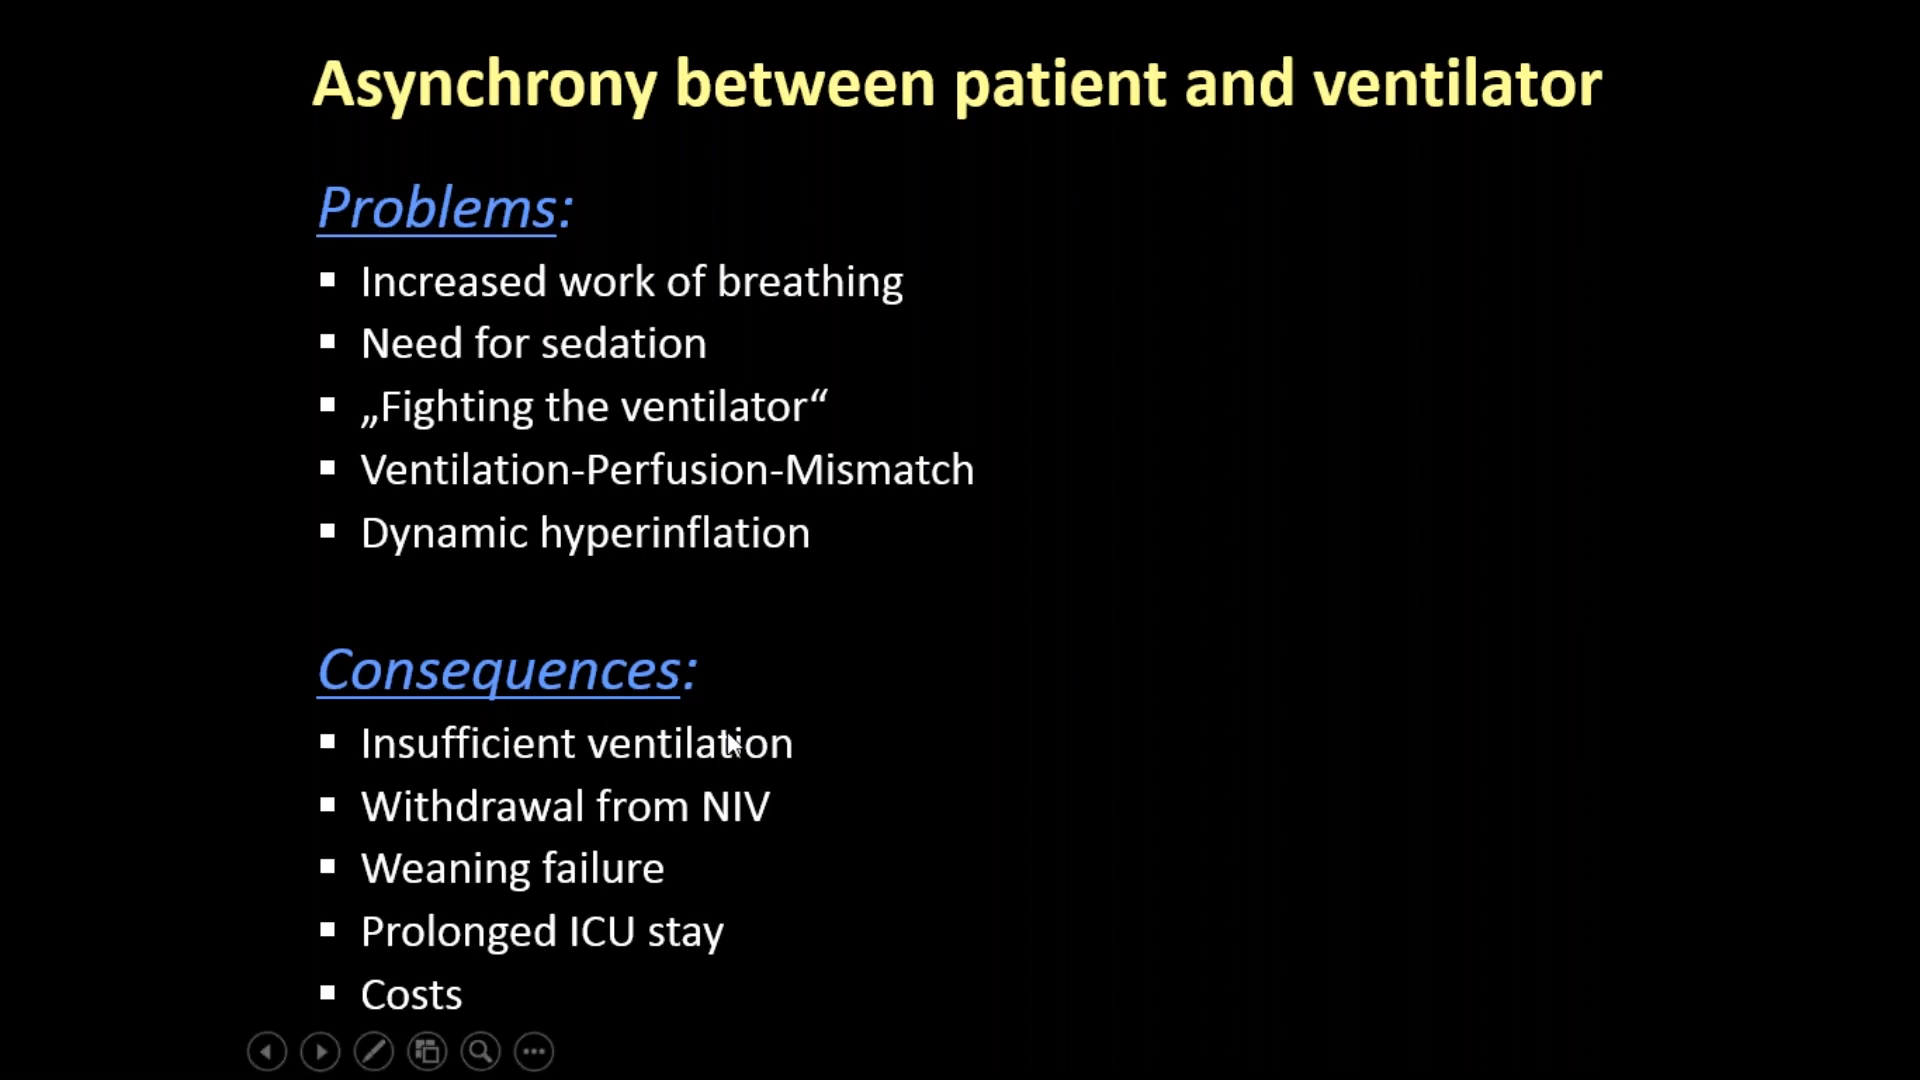 Asynchrony between patient and ventilator
Problems:
▪ Increased work of breathing
▪ Need for sedation
▪ „Fighting the ventilator“
▪ Ventilation-Perfusion-Mismatch
▪ Dynamic hyperinflation
Consequences:
▪ Insufficient ventilation
▪ Withdrawal from NIV
▪ Weaning failure
▪ Prolonged ICU stay
▪ Costs